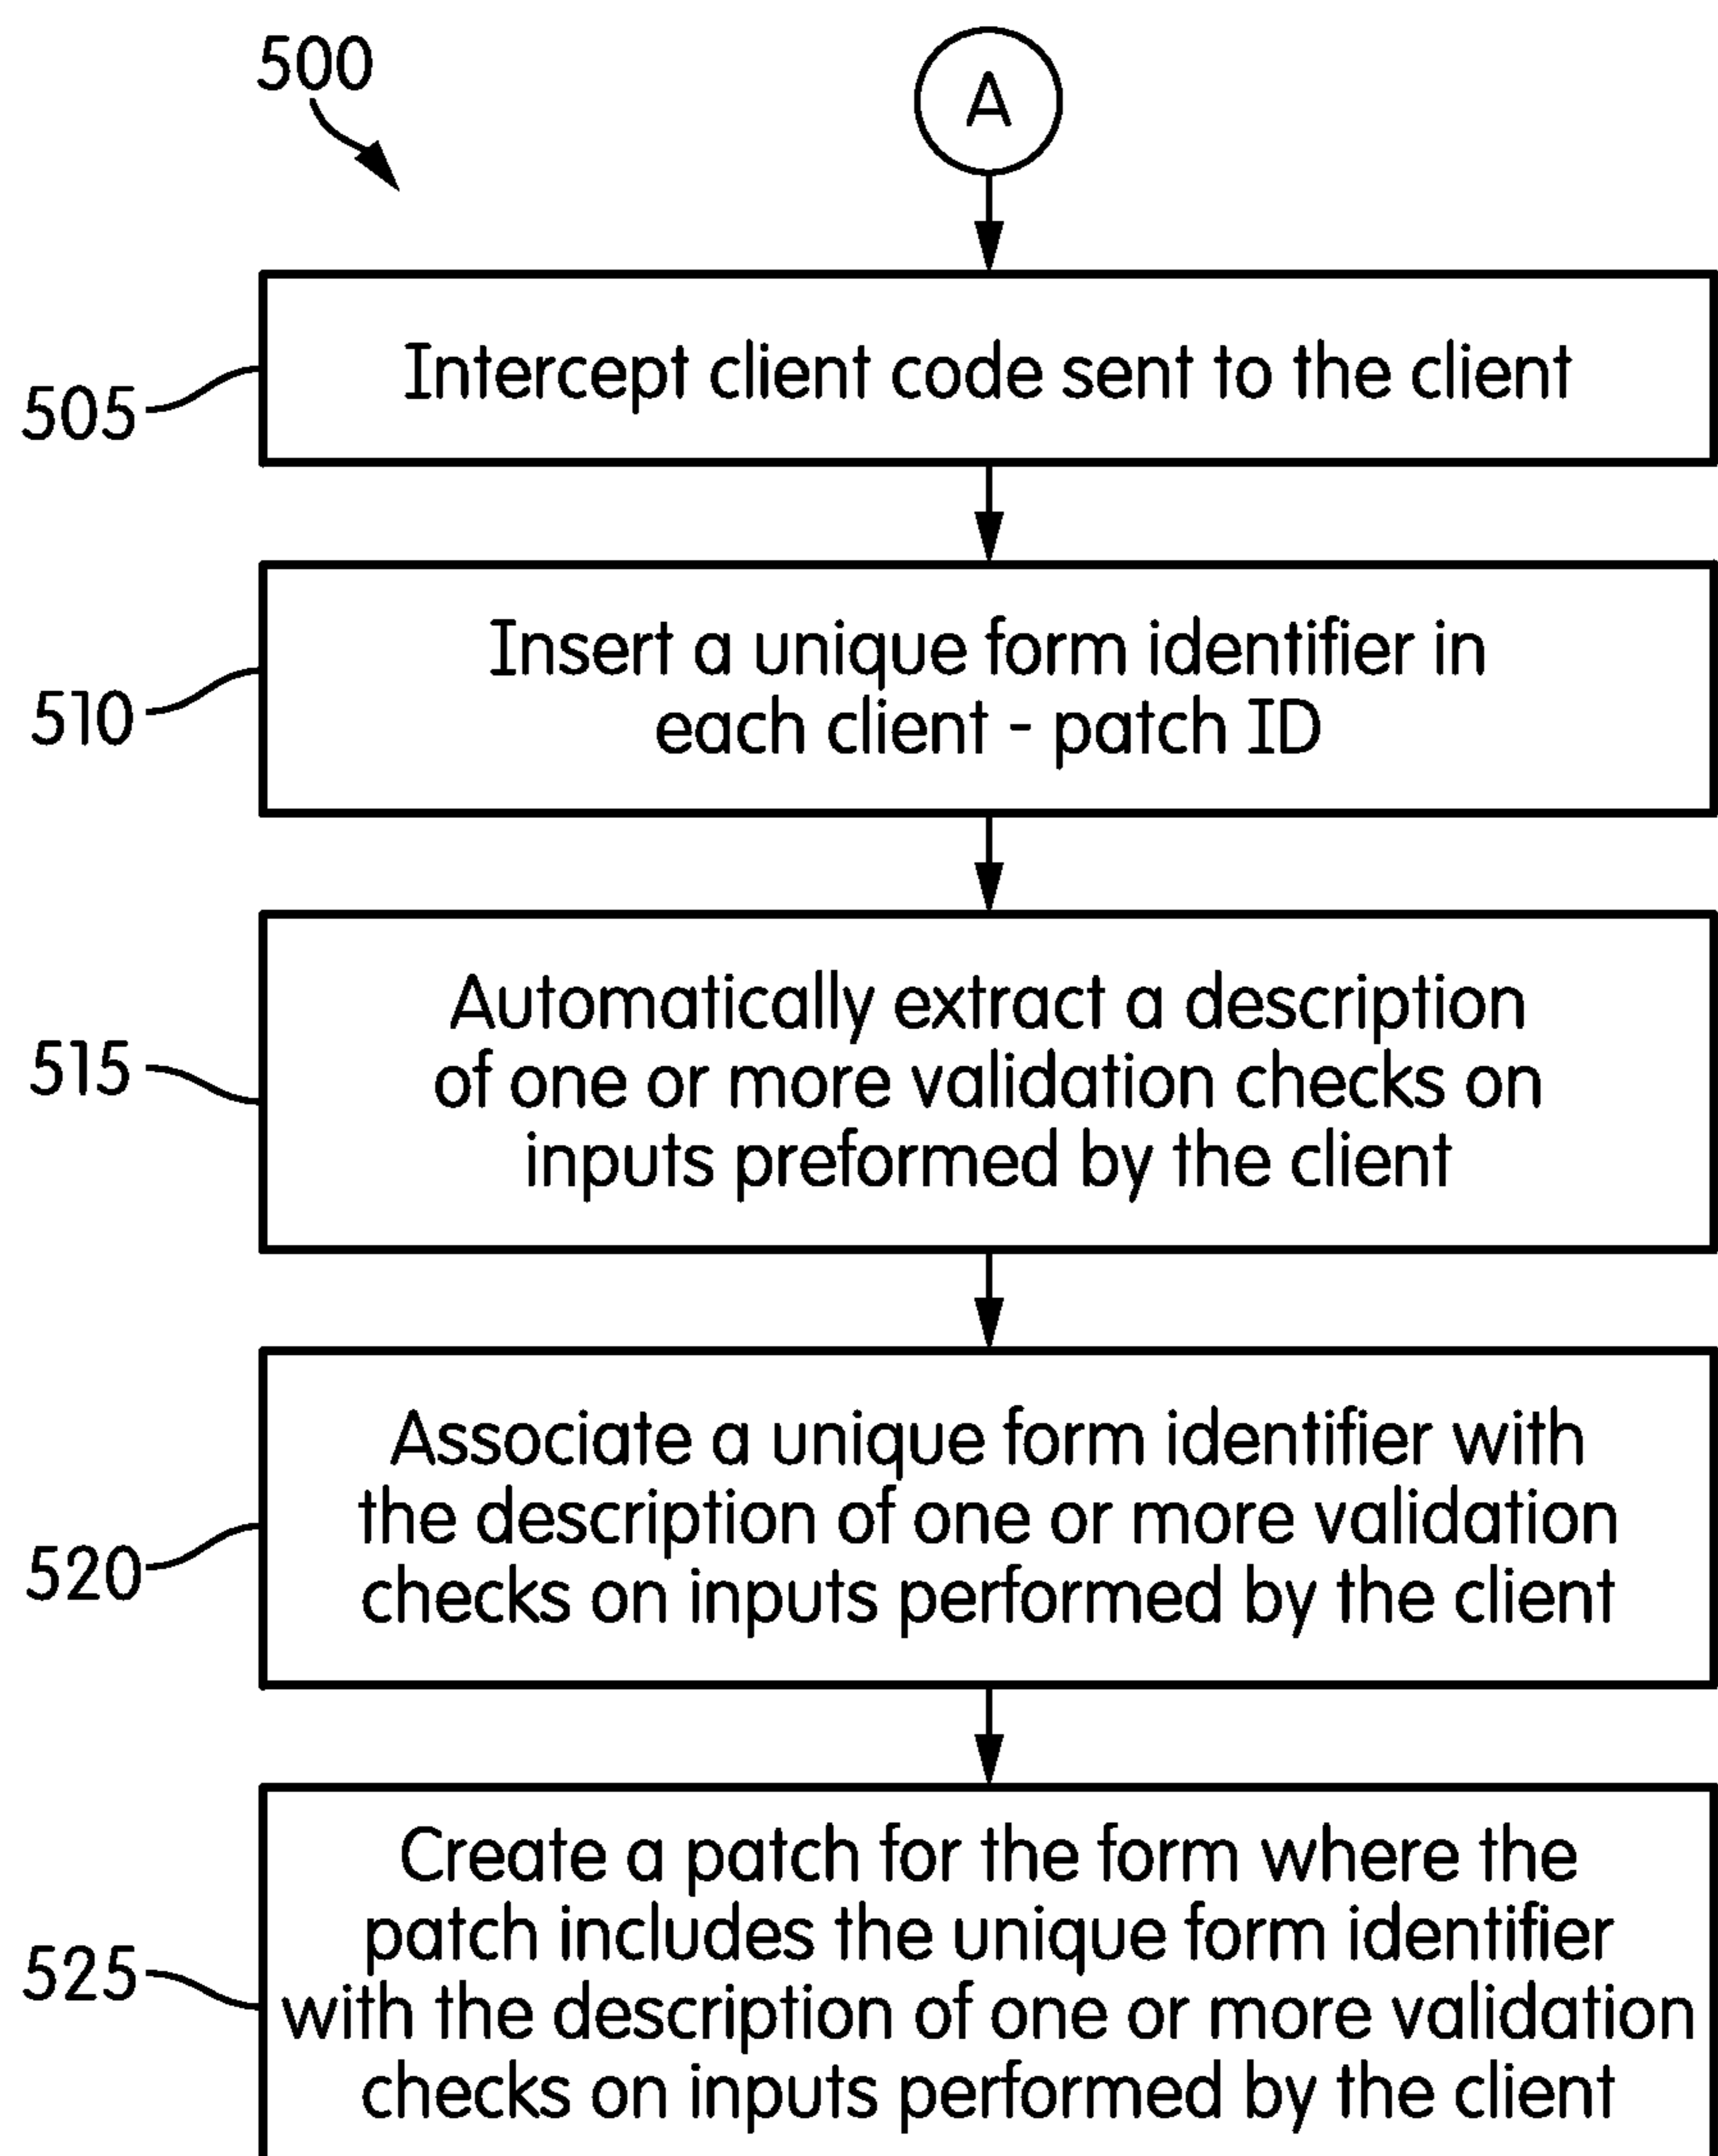 500
A
505
Intercept client code sent to the client
510
Insert a unique form identifier in
each client - patch ID
515
Automatically extract a description
of one or more validation checks on
inputs preformed by the client
520
Associate a unique form identifier with
the description of one or more validation
checks on inputs performed by the client
525
Create a patch for the form where the
patch includes the unique form identifier
with the description of one or more validation
checks on inputs performed by the client